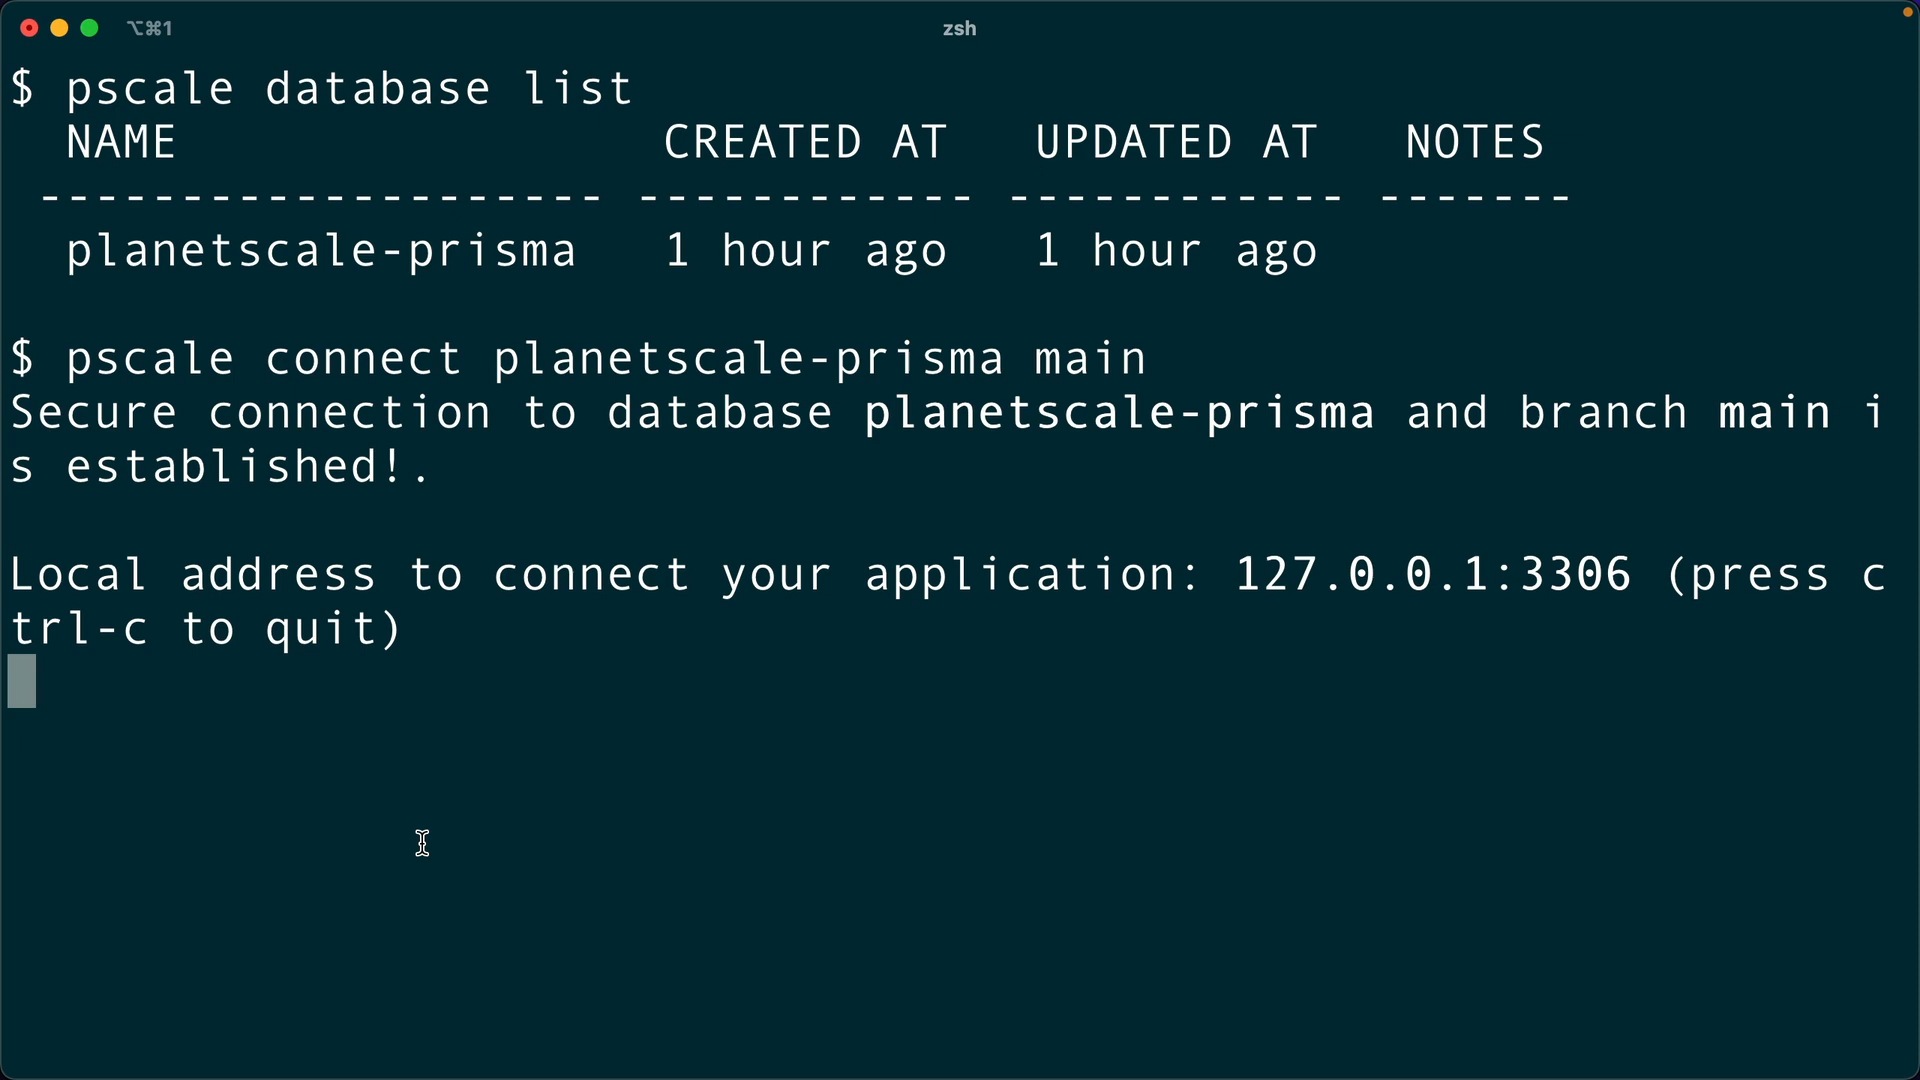 ⌥⌘1
zsh
$ pscale database list
NAME CREATED AT UPDATED AT NOTES
-------------------- ------------ ------------ -------
planetscale-prisma 1 hour ago 1 hour ago
$ pscale connect planetscale-prisma main
Secure connection to database planetscale-prisma and branch main i
s established!.
Local address to connect your application: 127.0.0.1:3306 (press c
trl-c to quit)